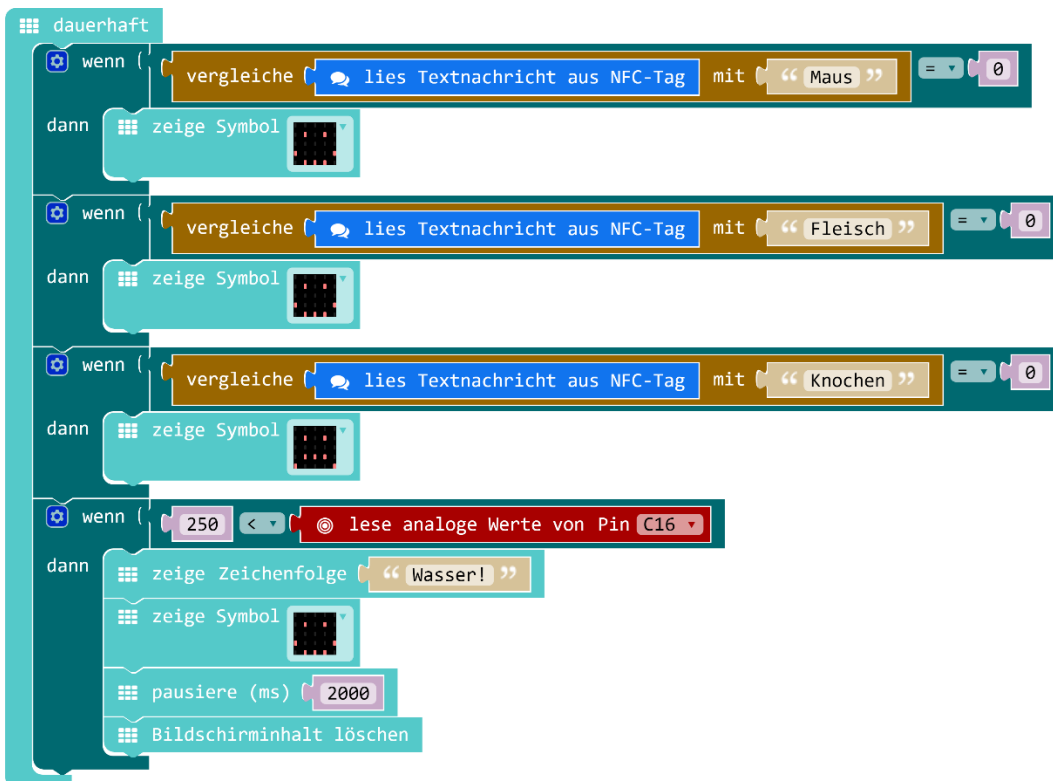 dauerhaft
wenn ( vergleiche ( lies Textnachricht aus NFC-Tag mit “ Maus ” = 0
dann zeige Symbol
wenn ( vergleiche ( lies Textnachricht aus NFC-Tag mit “ Fleisch ” = 0
dann zeige Symbol
wenn ( vergleiche ( lies Textnachricht aus NFC-Tag mit “ Knochen ” = 0
dann zeige Symbol
wenn ( 250 < lese analoge Werte von Pin C16
dann zeige Zeichenfolge “ Wasser! ”
zeige Symbol
pausiere (ms) 2000
Bildschirminhalt löschen